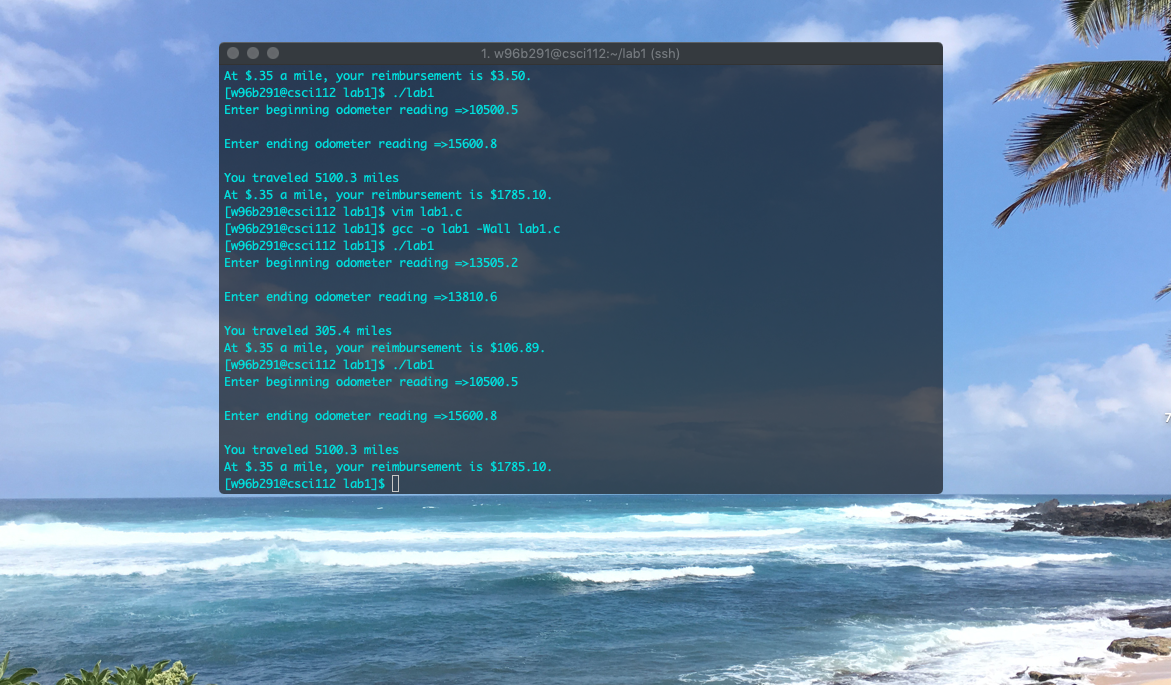 1. w96b291@csci112:~/lab1 (ssh)
At $.35 a mile, your reimbursement is $3.50.
[w96b291@csci112 lab1]$ ./lab1
Enter beginning odometer reading =>10500.5
Enter ending odometer reading =>15600.8
You traveled 5100.3 miles
At $.35 a mile, your reimbursement is $1785.10.
[w96b291@csci112 lab1]$ vim lab1.c
[w96b291@csci112 lab1]$ gcc -o lab1 -Wall lab1.c
[w96b291@csci112 lab1]$ ./lab1
Enter beginning odometer reading =>13505.2
Enter ending odometer reading =>13810.6
You traveled 305.4 miles
At $.35 a mile, your reimbursement is $106.89.
[w96b291@csci112 lab1]$ ./lab1
Enter beginning odometer reading =>10500.5
Enter ending odometer reading =>15600.8
You traveled 5100.3 miles
At $.35 a mile, your reimbursement is $1785.10.
[w96b291@csci112 lab1]$